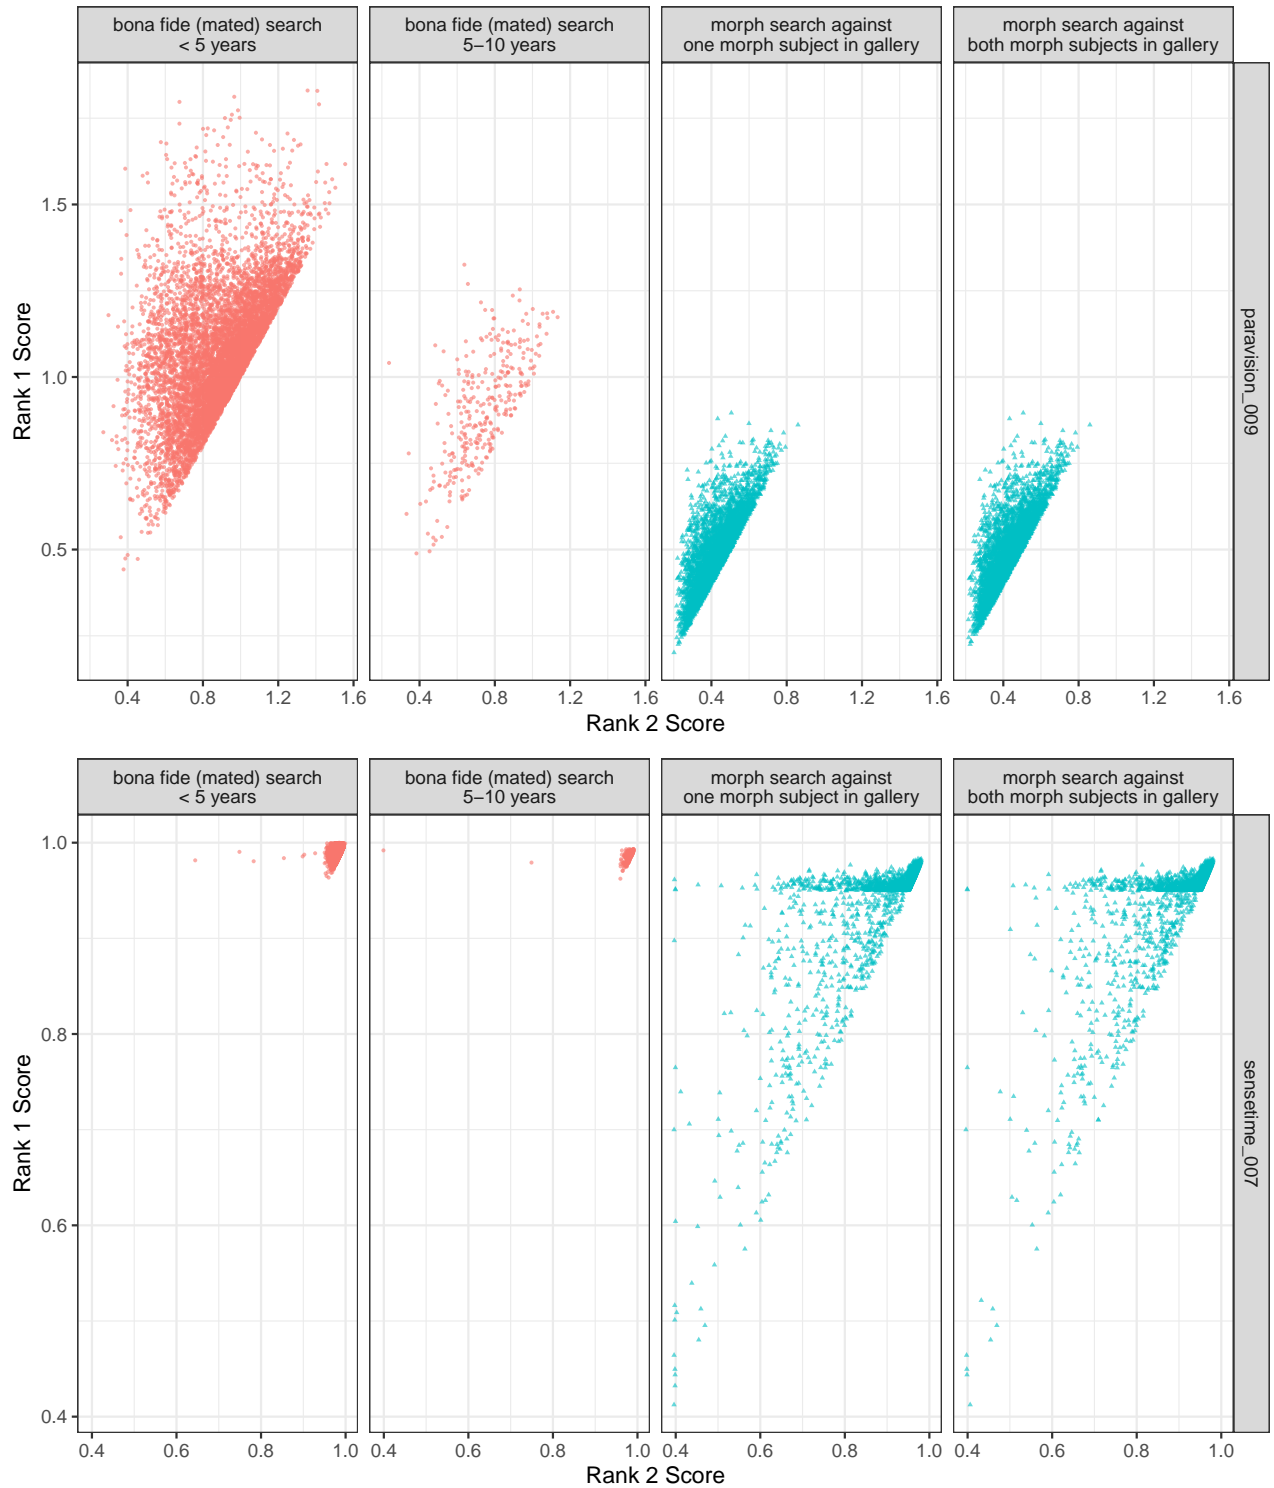 bona fide (mated) search
< 5 years
bona fide (mated) search
5–10 years
morph search against
one morph subject in gallery
morph search against
both morph subjects in gallery
1.5
1.0
0.5
Rank 1 Score
paravision_009
0.4 0.8 1.2 1.6
0.4 0.8 1.2 1.6
0.4 0.8 1.2 1.6
0.4 0.8 1.2 1.6
Rank 2 Score
bona fide (mated) search
< 5 years
bona fide (mated) search
5–10 years
morph search against
one morph subject in gallery
morph search against
both morph subjects in gallery
1.0
0.8
0.6
0.4
Rank 1 Score
sensetime_007
0.4 0.6 0.8 1.0
0.4 0.6 0.8 1.0
0.4 0.6 0.8 1.0
0.4 0.6 0.8 1.0
Rank 2 Score